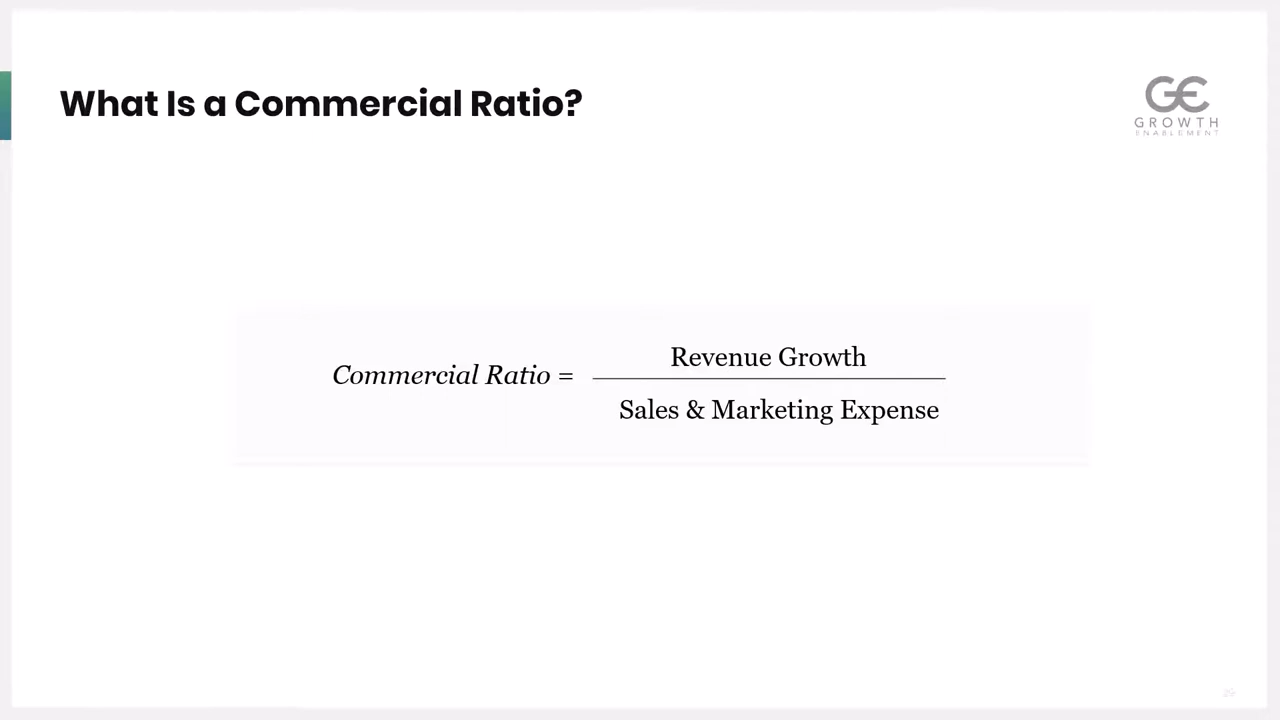 What Is a Commercial Ratio?
GE
GROWTH
ENABLEMENT
Commercial Ratio =
Revenue Growth
Sales & Marketing Expense